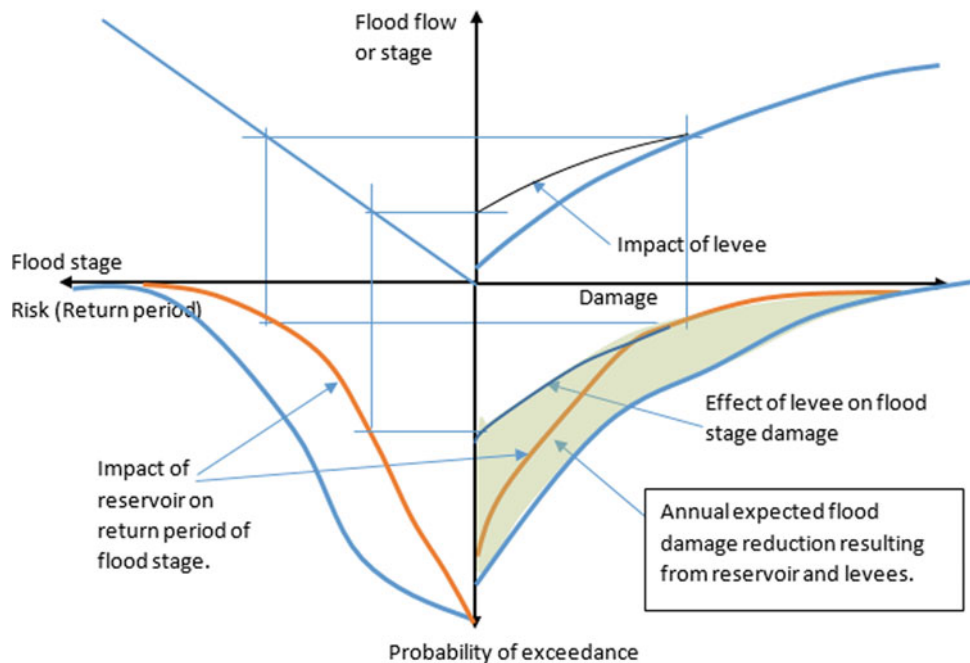 Flood flow
or stage
Impact of levee
Flood stage
Damage
Risk (Return period)
Effect of levee on flood
stage damage
Impact of
reservoir on
return period of
flood stage.
Annual expected flood
damage reduction resulting
from reservoir and levees.
Probability of exceedance